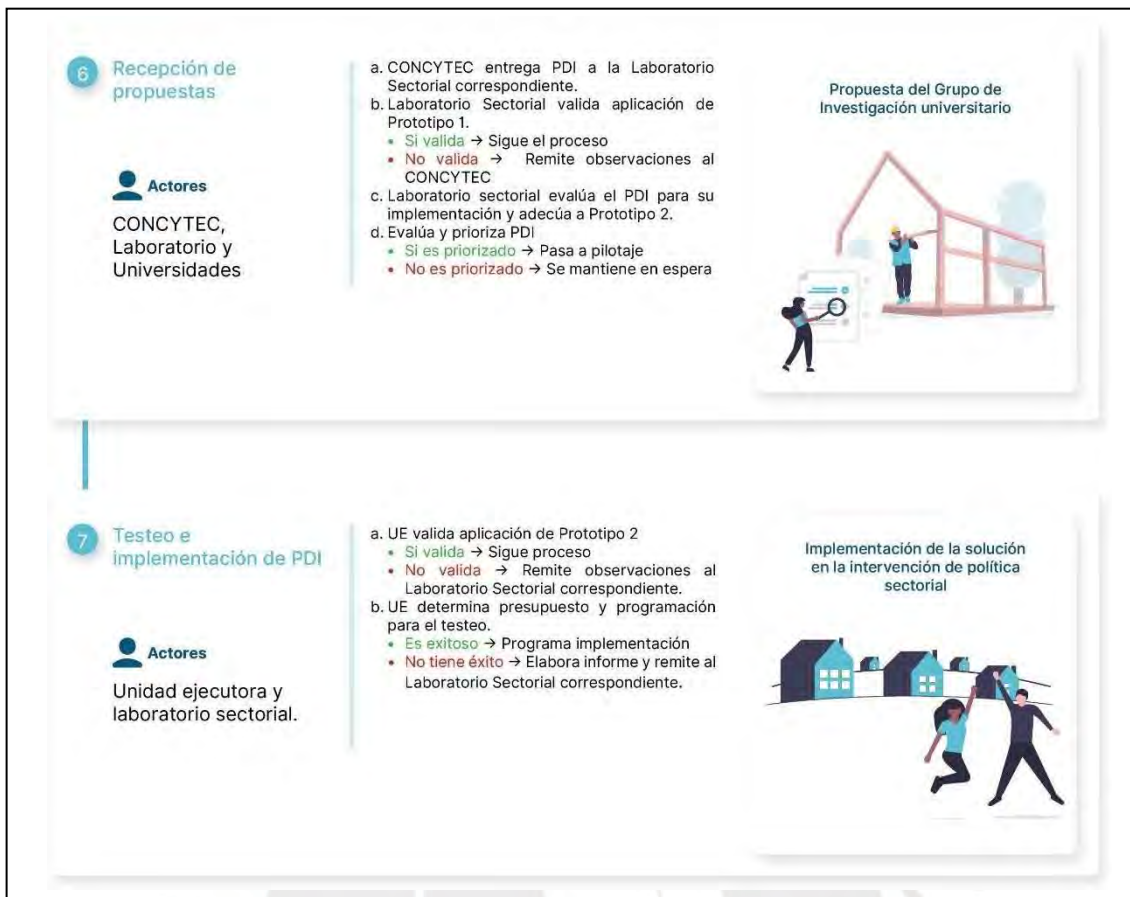 6
Recepción de
propuestas
Actores
CONCYTEC,
Laboratorio y
Universidades
a. CONCYTEC entrega PDI a la Laboratorio
Sectorial correspondiente.
b. Laboratorio Sectorial valida aplicación de
Prototipo 1.
• Si valida → Sigue el proceso
• No valida → Remite observaciones al
CONCYTEC
c. Laboratorio sectorial evalúa el PDI para su
implementación y adecúa a Prototipo 2.
d. Evalúa y prioriza PDI
• Si es priorizado → Pasa a pilotaje
• No es priorizado → Se mantiene en espera
Propuesta del Grupo de
Investigación universitario
7
Testeo e
implementación de PDI
Actores
Unidad ejecutora y
laboratorio sectorial.
a. UE valida aplicación de Prototipo 2
• Si valida → Sigue proceso
• No valida → Remite observaciones al
Laboratorio Sectorial correspondiente.
b. UE determina presupuesto y programación
para el testeo.
• Es exitoso → Programa implementación
• No tiene éxito → Elabora informe y remite al
Laboratorio Sectorial correspondiente.
Implementación de la solución
en la intervención de política
sectorial